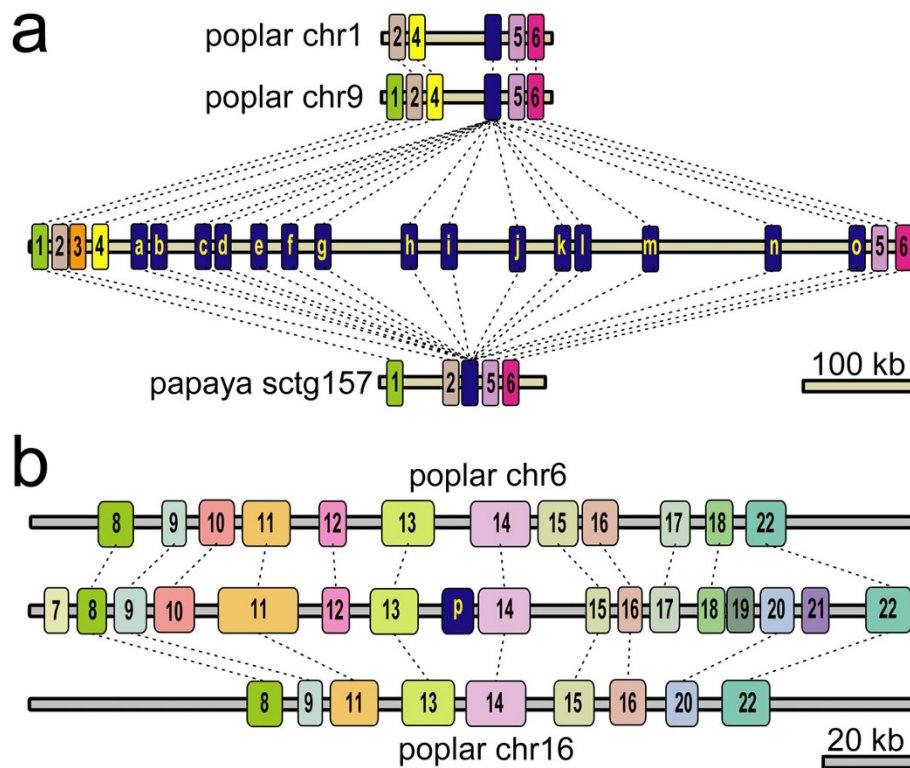 a
poplar chr1
2 4 5 6
poplar chr9
1 2 4 5 6
1 2 3 4 a b c d e f g h i j k l m n o 5 6
papaya sctg157
1 2 5 6
100 kb
b
poplar chr6
8 9 10 11 12 13 14 15 16 17 18 22
7 8 9 10 11 12 13 p 14 15 16 17 18 19 20 21 22
8 9 11 13 14 15 16 20 22
poplar chr16
20 kb